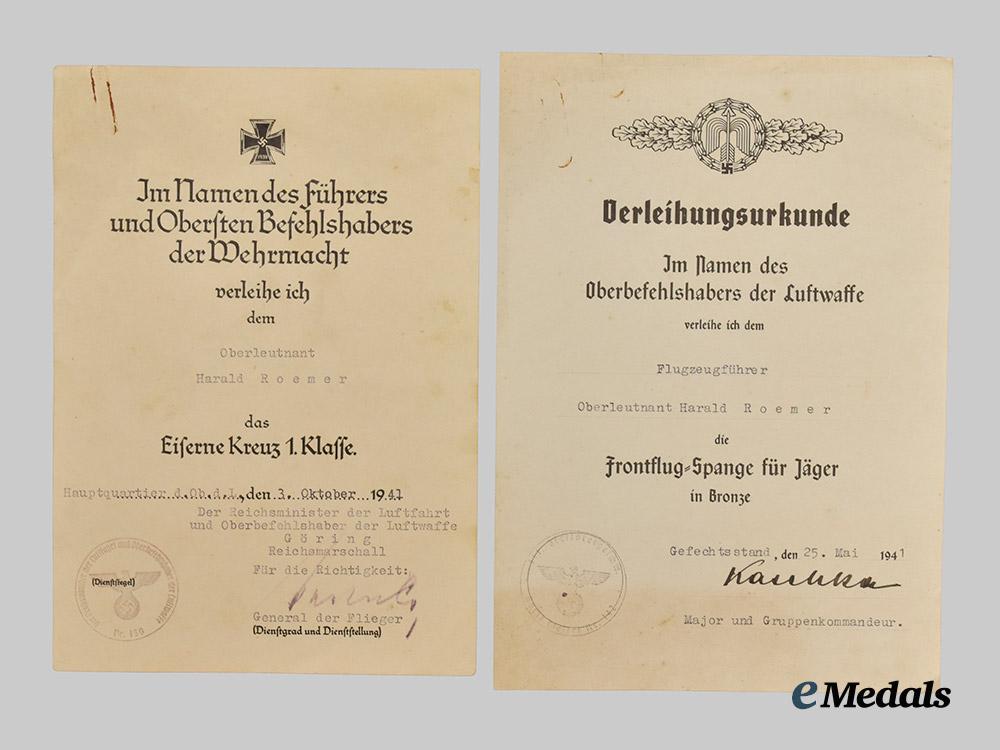 Im Namen des Führers
und Obersten Befehlshabers
der Wehrmacht
verleihe ich
dem
Oberleutnant
Harald Roemer
das
Eiserne Kreuz 1. Klasse.
Hauptquartier d.Ob.d.L., den 3. Oktober 1941
Der Reichsminister der Luftfahrt
und Oberbefehlshaber der Luftwaffe
Göring
Reichsmarschall
Für die Richtigkeit:
(Dienstsiegel)
Nr. 150
General der Flieger
(Dienstgrad und Dienststellung)
Verleihungsurkunde
Im Namen des
Oberbefehlshabers der Luftwaffe
verleihe ich dem
Flugzeugführer
Oberleutnant Harald Roemer
die
Frontflug-Spange für Jäger
in Bronze
Gefechtsstand, den 25. Mai 1941
Kaschka
Major und Gruppenkommandeur.
eMedals